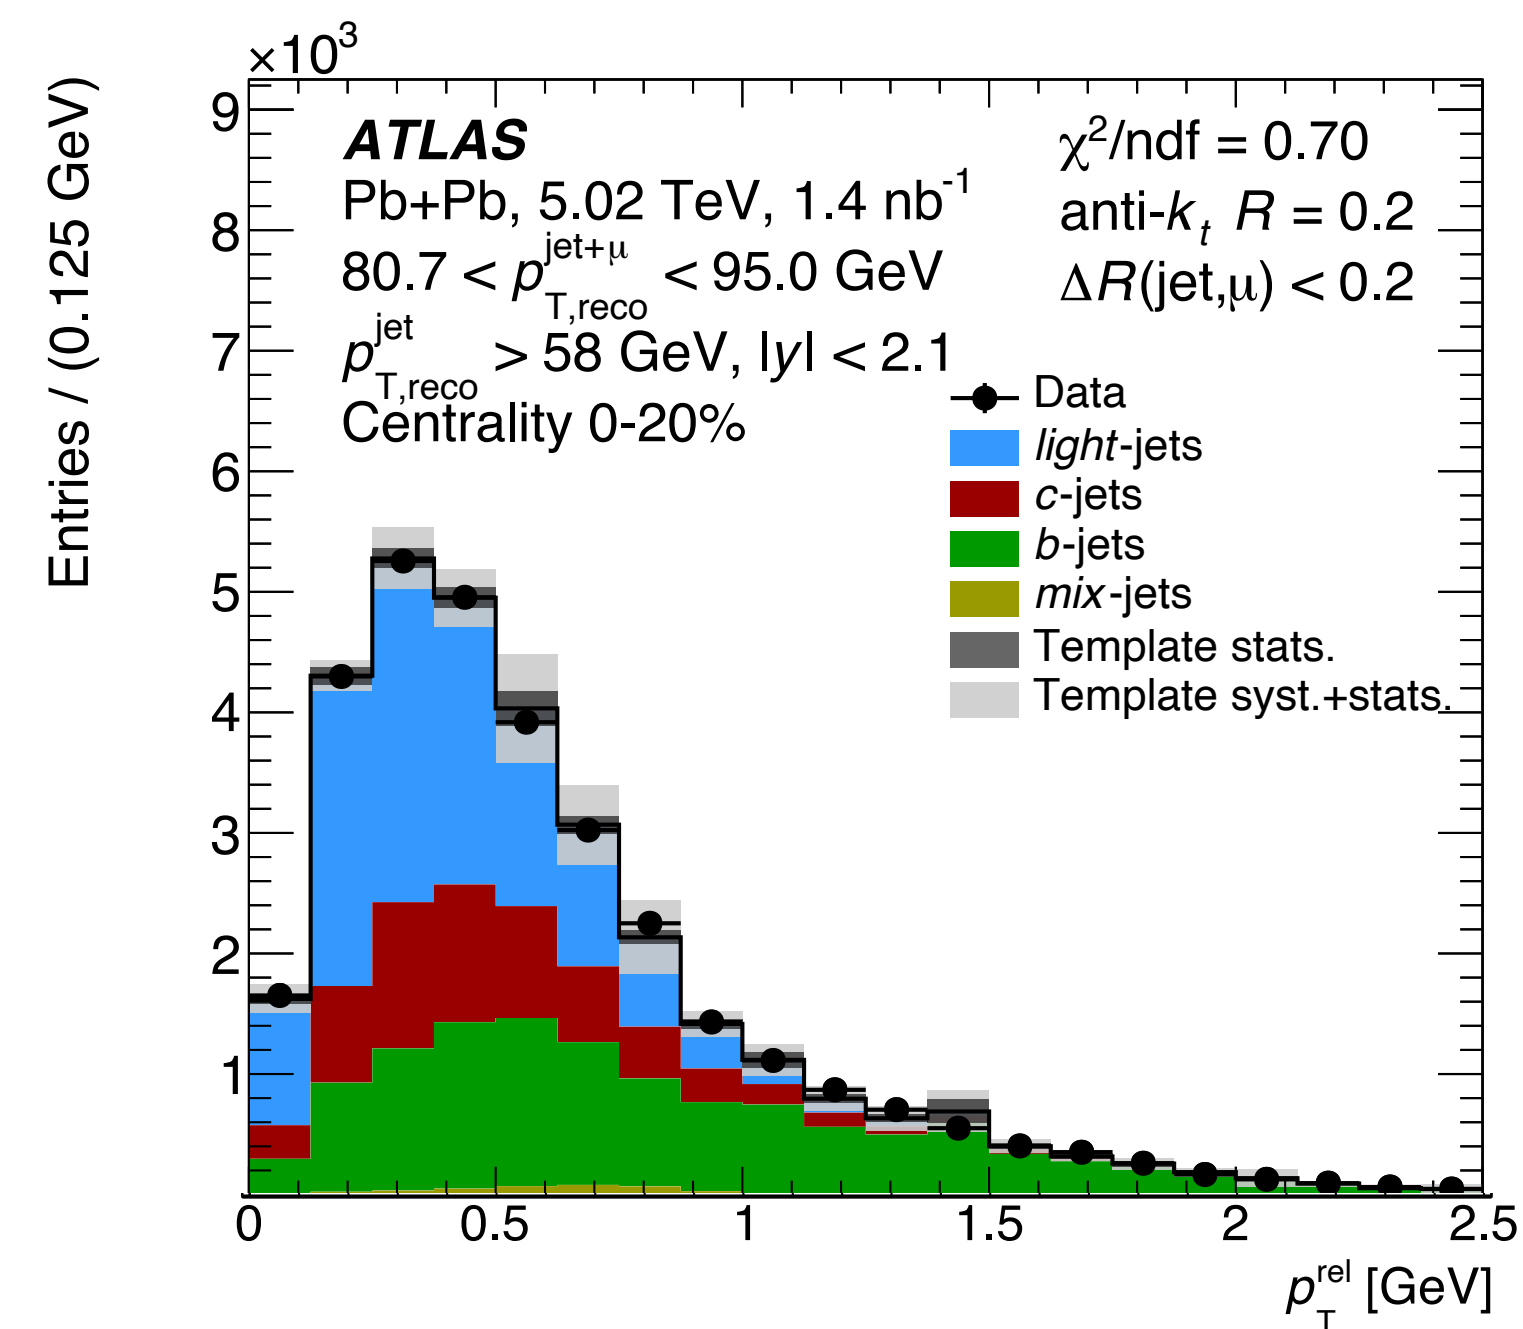 ×10³
Entries / (0.125 GeV)
9
8
7
6
5
4
3
2
1
ATLAS
Pb+Pb, 5.02 TeV, 1.4 nb⁻¹
80.7 < p_{T,reco}^{jet+μ} < 95.0 GeV
p_{T,reco}^{jet} > 58 GeV, |y| < 2.1
Centrality 0-20%
χ²/ndf = 0.70
anti-k_t R = 0.2
ΔR(jet,μ) < 0.2
Data
light-jets
c-jets
b-jets
mix-jets
Template stats.
Template syst.+stats.
0 0.5 1 1.5 2 2.5
p_T^{rel} [GeV]